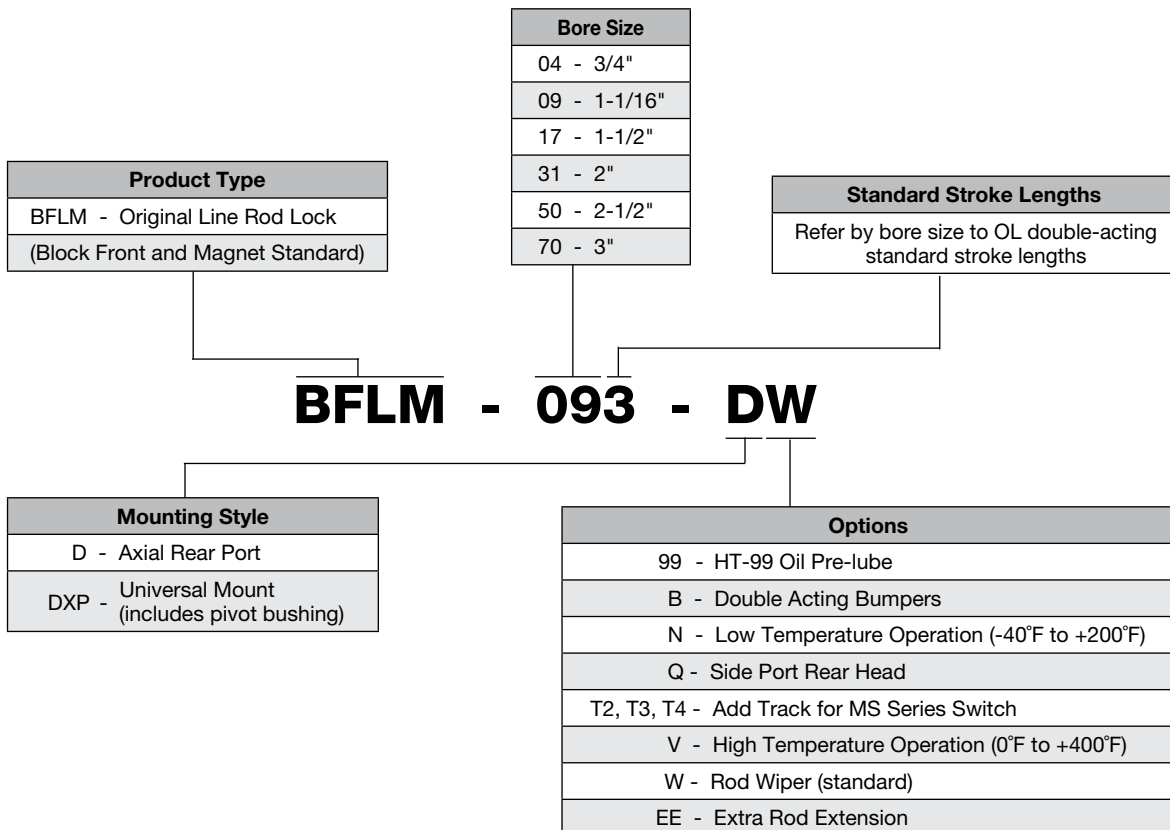 Bore Size
04 - 3/4"
09 - 1-1/16"
17 - 1-1/2"
31 - 2"
50 - 2-1/2"
70 - 3"
Product Type
BFLM - Original Line Rod Lock
(Block Front and Magnet Standard)
Standard Stroke Lengths
Refer by bore size to OL double-acting
standard stroke lengths
BFLM - 093 - DW
Mounting Style
D - Axial Rear Port
DXP - Universal Mount
(includes pivot bushing)
Options
99 - HT-99 Oil Pre-lube
B - Double Acting Bumpers
N - Low Temperature Operation (-40°F to +200°F)
Q - Side Port Rear Head
T2, T3, T4 - Add Track for MS Series Switch
V - High Temperature Operation (0°F to +400°F)
W - Rod Wiper (standard)
EE - Extra Rod Extension